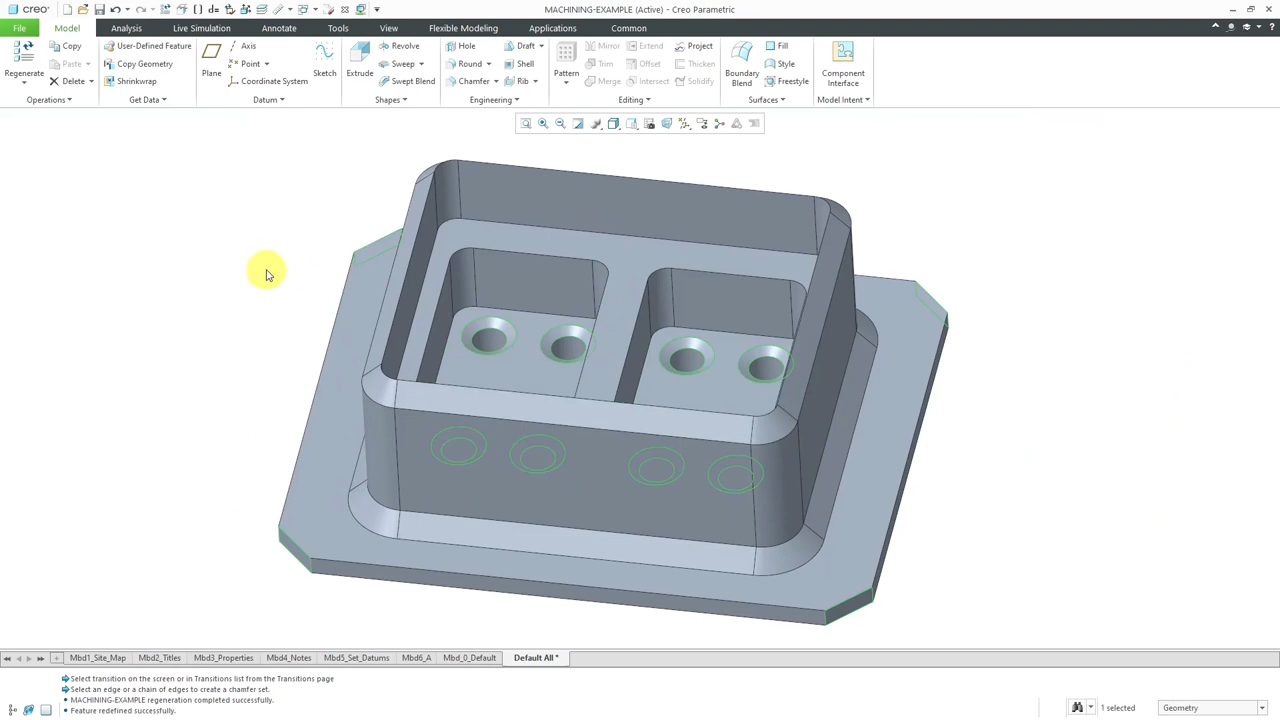 creo
MACHINING-EXAMPLE (Active) - Creo Parametric
File Model Analysis Live Simulation Annotate Tools View Flexible Modeling Applications Common
Copy User-Defined Feature Axis Revolve Hole Draft Mirror Extend Project Fill
Paste Copy Geometry Point Sweep Round Shell Trim Offset Thicken Style
Regenerate Plane Sketch Extrude Pattern Boundary Blend Component Interface
Delete Shrinkwrap Coordinate System Swept Blend Chamfer Rib Merge Intersect Solidify Freestyle
Operations Get Data Datum Shapes Engineering Editing Surfaces Model Intent
Mbd1_Site_Map Mbd2_Titles Mbd3_Properties Mbd4_Notes Mbd5_Set_Datums Mbd6_A Mbd_0_Default Default All *
Select transition on the screen or in Transitions list from the Transitions page
Select an edge or a chain of edges to create a chamfer set.
• MACHINING-EXAMPLE regeneration completed successfully.
• Feature redefined successfully.
1 selected Geometry